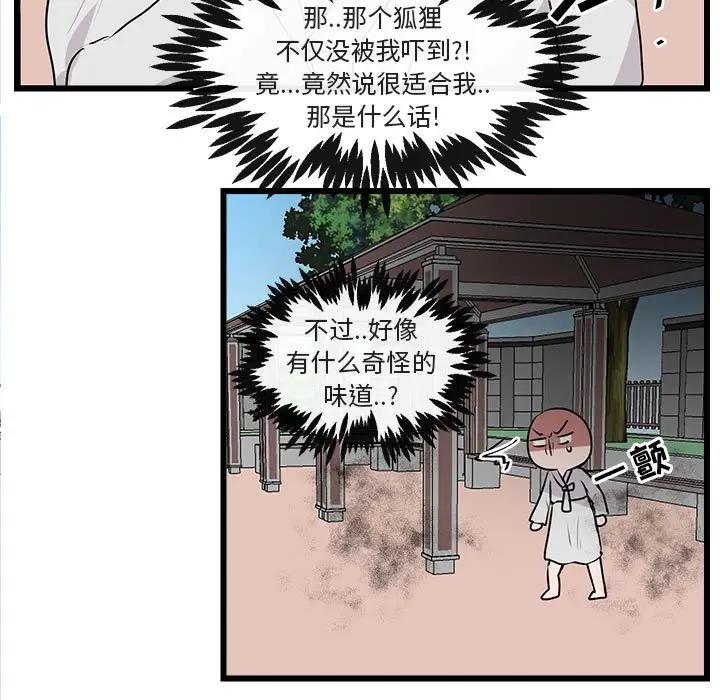 那..那个狐狸
不仅没被我吓到?!
竟...竟然说很适合我..
那是什么话!
不过..好像
有什么奇怪的
味道..?
一颤